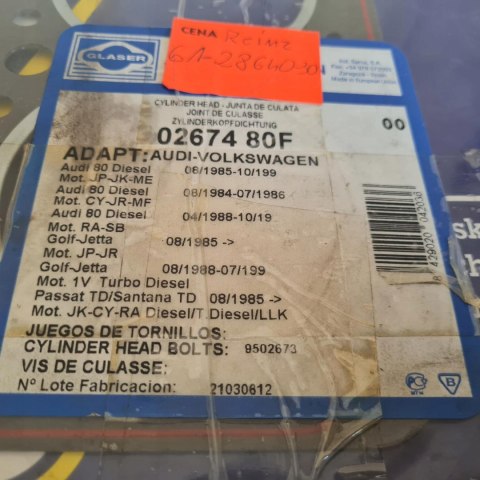 GLASER
CENA Reinz
61-28640-30
CYLINDER HEAD - JUNTA DE CULATA
JOINT DE CULASSE
ZYLINDERKOPFDICHTUNG
02674 80F
00
ADAPT: AUDI-VOLKSWAGEN
Audi 80 Diesel 08/1985-10/199
Mot. JP-JK-ME
Audi 80 Diesel 08/1984-07/1986
Mot. CY-JR-MF
Audi 80 Diesel 04/1988-10/19
Mot. RA-SB
Golf-Jetta 08/1985 ->
Mot. JP-JR
Golf-Jetta 08/1988-07/199
Mot. 1V Turbo Diesel
Passat TD/Santana TD 08/1985 ->
Mot. JK-CY-RA Diesel/T.Diesel/LLK
JUEGOS DE TORNILLOS:
CYLINDER HEAD BOLTS: 9502673
VIS DE CULASSE:
Nº Lote Fabricacion: 21030612
B
sk
h